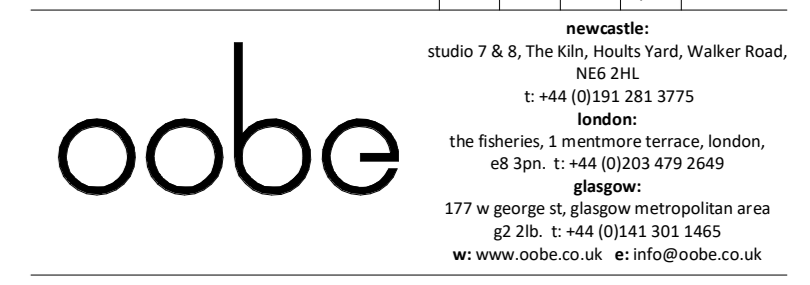 oobe
newcastle:
studio 7 & 8, The Kiln, Hoults Yard, Walker Road,
NE6 2HL
t: +44 (0)191 281 3775
london:
the fisheries, 1 mentmore terrace, london,
e8 3pn.  t: +44 (0)203 479 2649
glasgow:
177 w george st, glasgow metropolitan area
g2 2lb.  t: +44 (0)141 301 1465
w: www.oobe.co.uk   e: info@oobe.co.uk